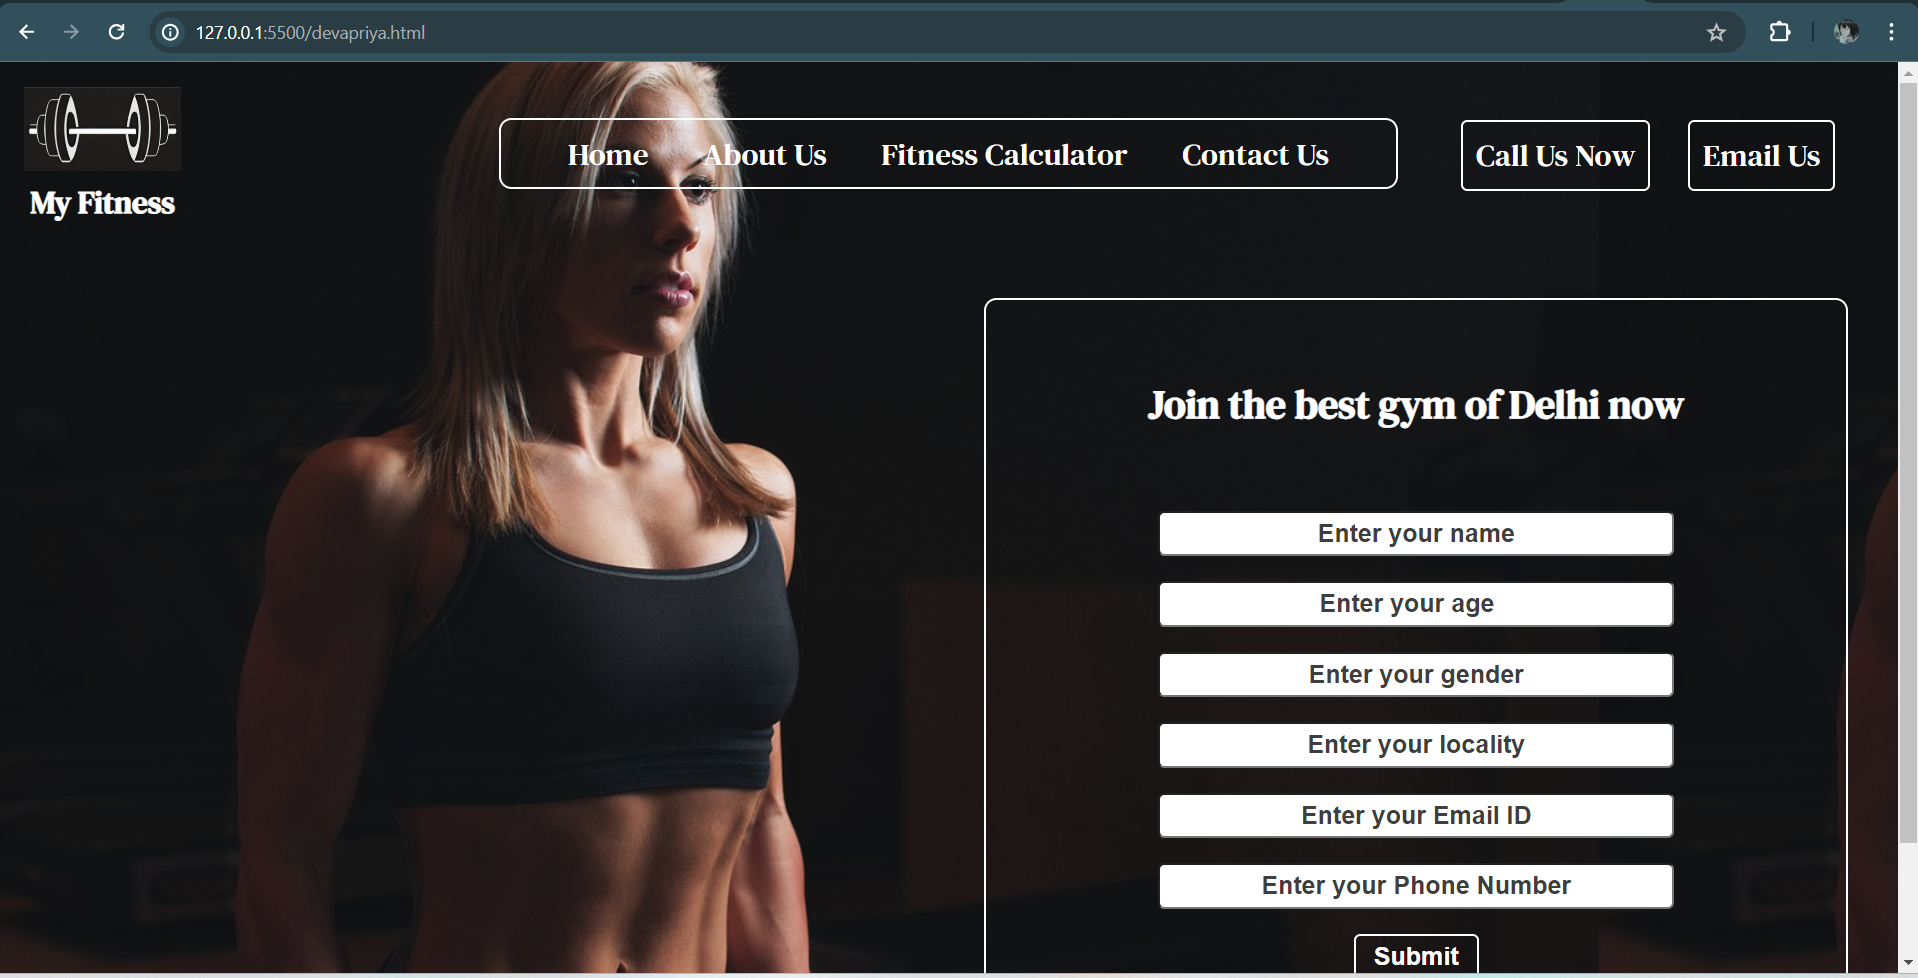 127.0.0.1:5500/devapriya.html
My Fitness
Home About Us Fitness Calculator Contact Us
Call Us Now
Email Us
Join the best gym of Delhi now
Enter your name
Enter your age
Enter your gender
Enter your locality
Enter your Email ID
Enter your Phone Number
Submit